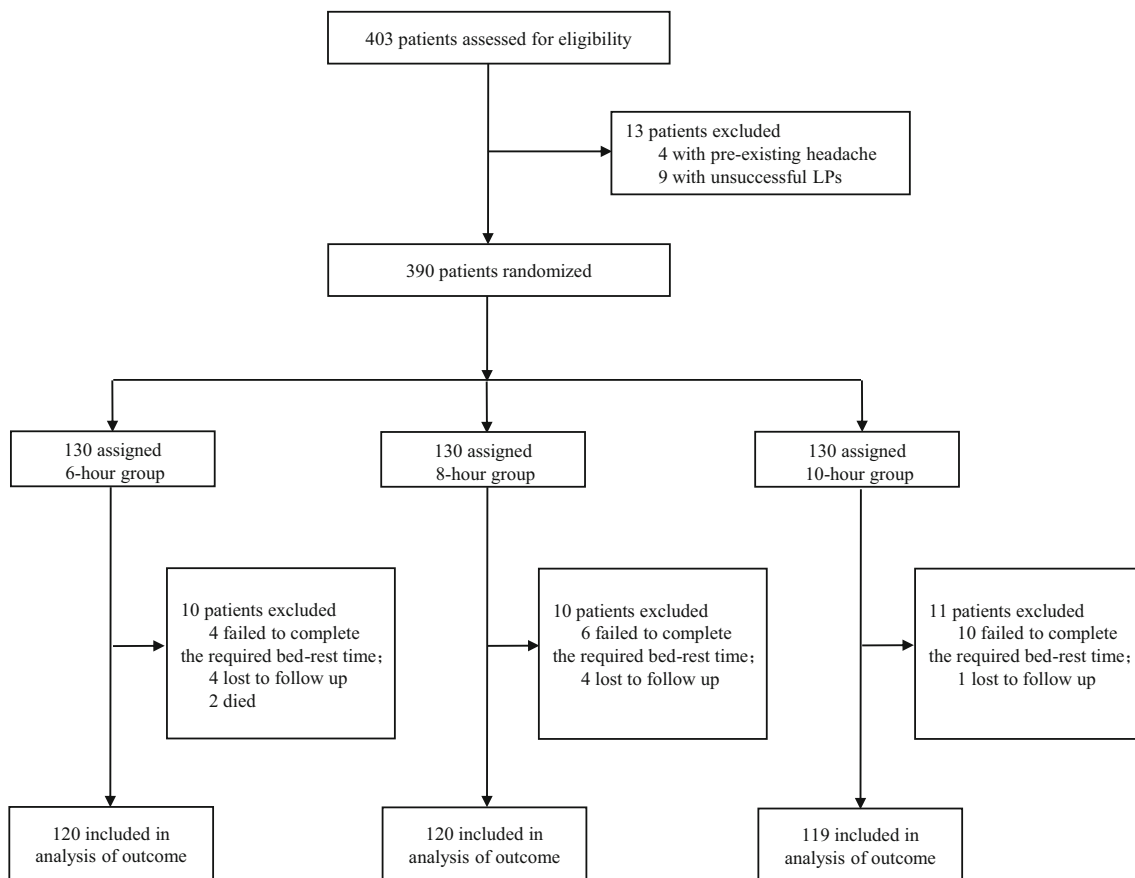 403 patients assessed for eligibility
13 patients excluded
4 with pre-existing headache
9 with unsuccessful LPs
390 patients randomized
130 assigned
6-hour group
130 assigned
8-hour group
130 assigned
10-hour group
10 patients excluded
4 failed to complete
the required bed-rest time；
4 lost to follow up
2 died
10 patients excluded
6 failed to complete
the required bed-rest time；
4 lost to follow up
11 patients excluded
10 failed to complete
the required bed-rest time；
1 lost to follow up
120 included in
analysis of outcome
120 included in
analysis of outcome
119 included in
analysis of outcome